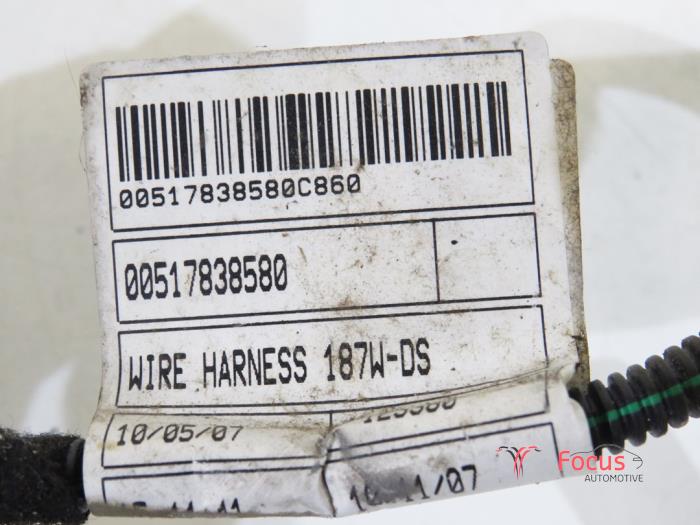 00517838580C860
00517838580
WIRE HARNESS 187W-DS
10/05/07
Focus
AUTOMOTIVE